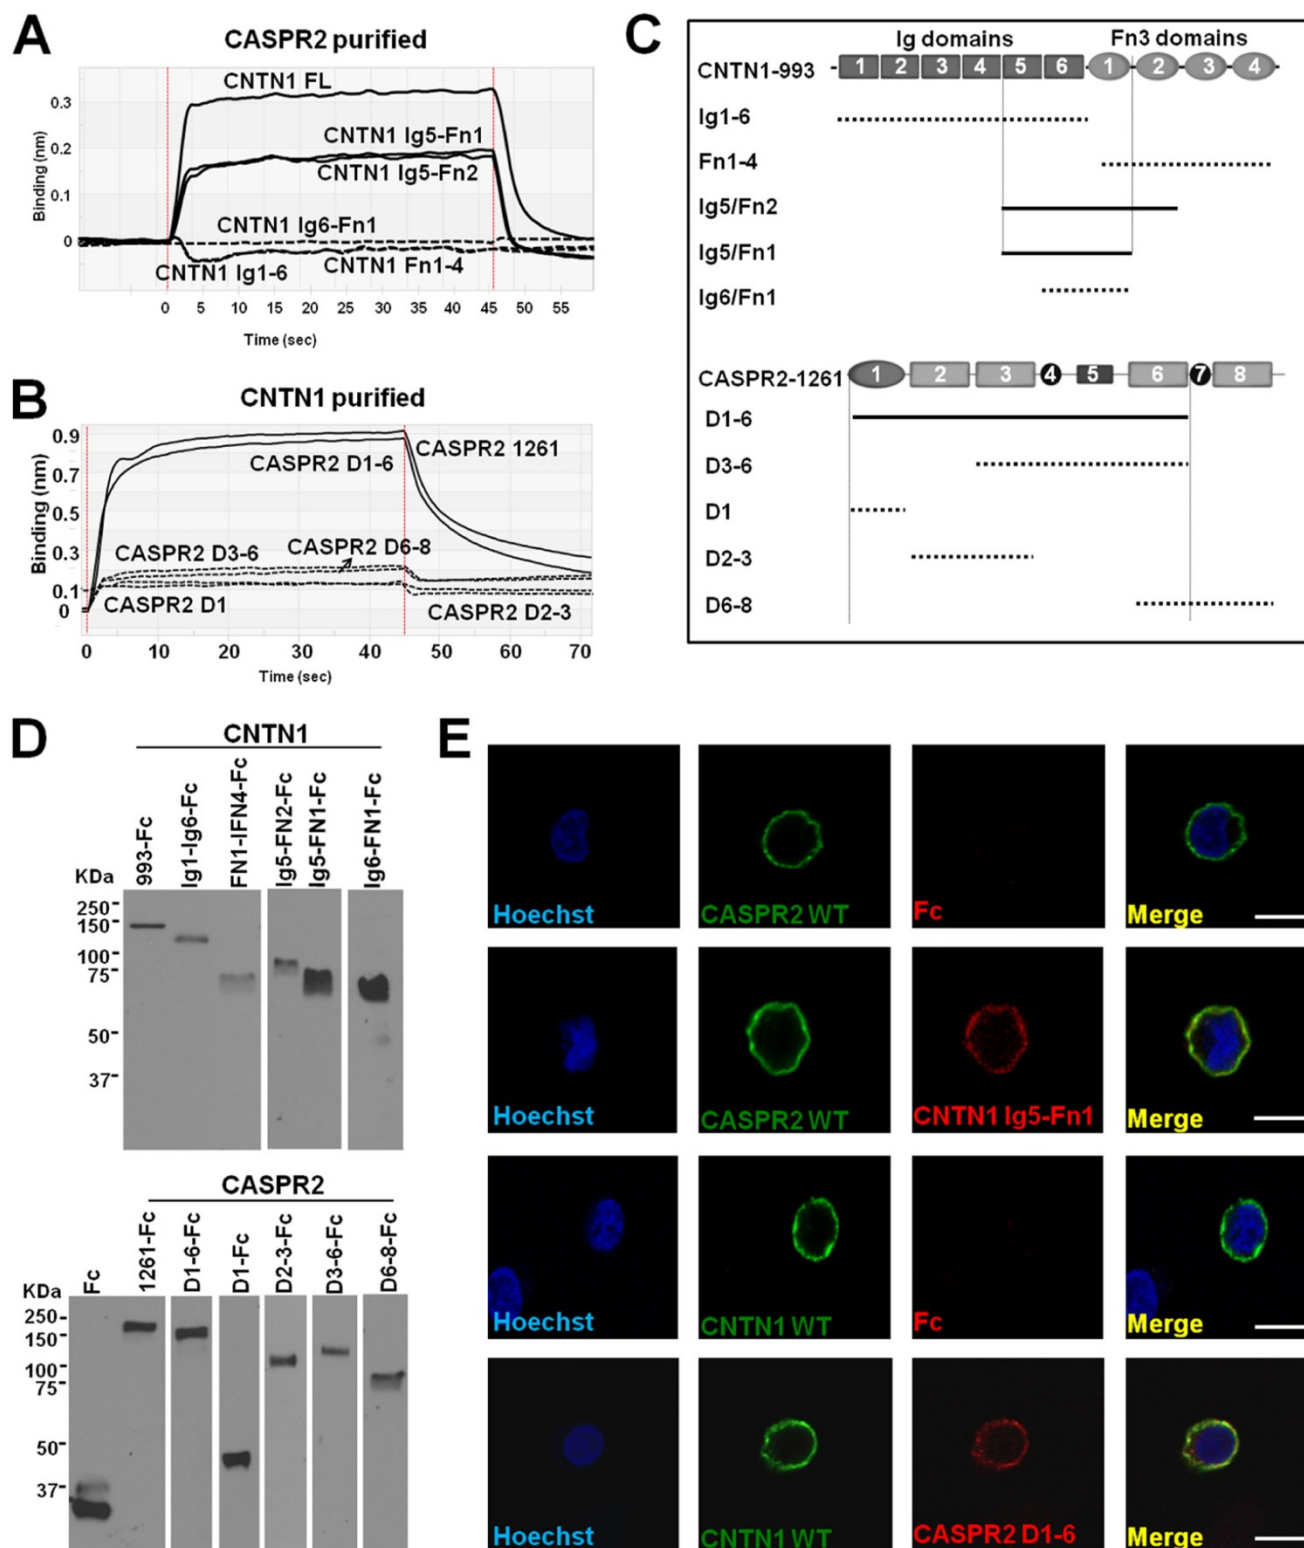 A
CASPR2 purified
Binding (nm)
0.3
0.2
0.1
0
CNTN1 FL
CNTN1 Ig5-Fn1
CNTN1 Ig5-Fn2
CNTN1 Ig6-Fn1
CNTN1 Ig1-6
CNTN1 Fn1-4
0 5 10 15 20 25 30 35 40 45 50 55
Time (sec)
B
CNTN1 purified
Binding (nm)
0.9
0.7
0.5
0.3
0.1
0
CASPR2 1261
CASPR2 D1-6
CASPR2 D3-6
CASPR2 D6-8
CASPR2 D1
CASPR2 D2-3
0 10 20 30 40 50 60 70
Time (sec)
C
Ig domains Fn3 domains
CNTN1-993 1 2 3 4 5 6 1 2 3 4
Ig1-6
Fn1-4
Ig5/Fn2
Ig5/Fn1
Ig6/Fn1
CASPR2-1261 1 2 3 4 5 6 7 8
D1-6
D3-6
D1
D2-3
D6-8
D
CNTN1
993-Fc
Ig1-Ig6-Fc
FN1-IFN4-Fc
Ig5-FN2-Fc
Ig5-FN1-Fc
Ig6-FN1-Fc
KDa
250
150
100
75
50
37
CASPR2
Fc
1261-Fc
D1-6-Fc
D1-Fc
D2-3-Fc
D3-6-Fc
D6-8-Fc
KDa
250
150
100
75
50
37
E
Hoechst CASPR2 WT Fc Merge
Hoechst CASPR2 WT CNTN1 Ig5-Fn1 Merge
Hoechst CNTN1 WT Fc Merge
Hoechst CNTN1 WT CASPR2 D1-6 Merge